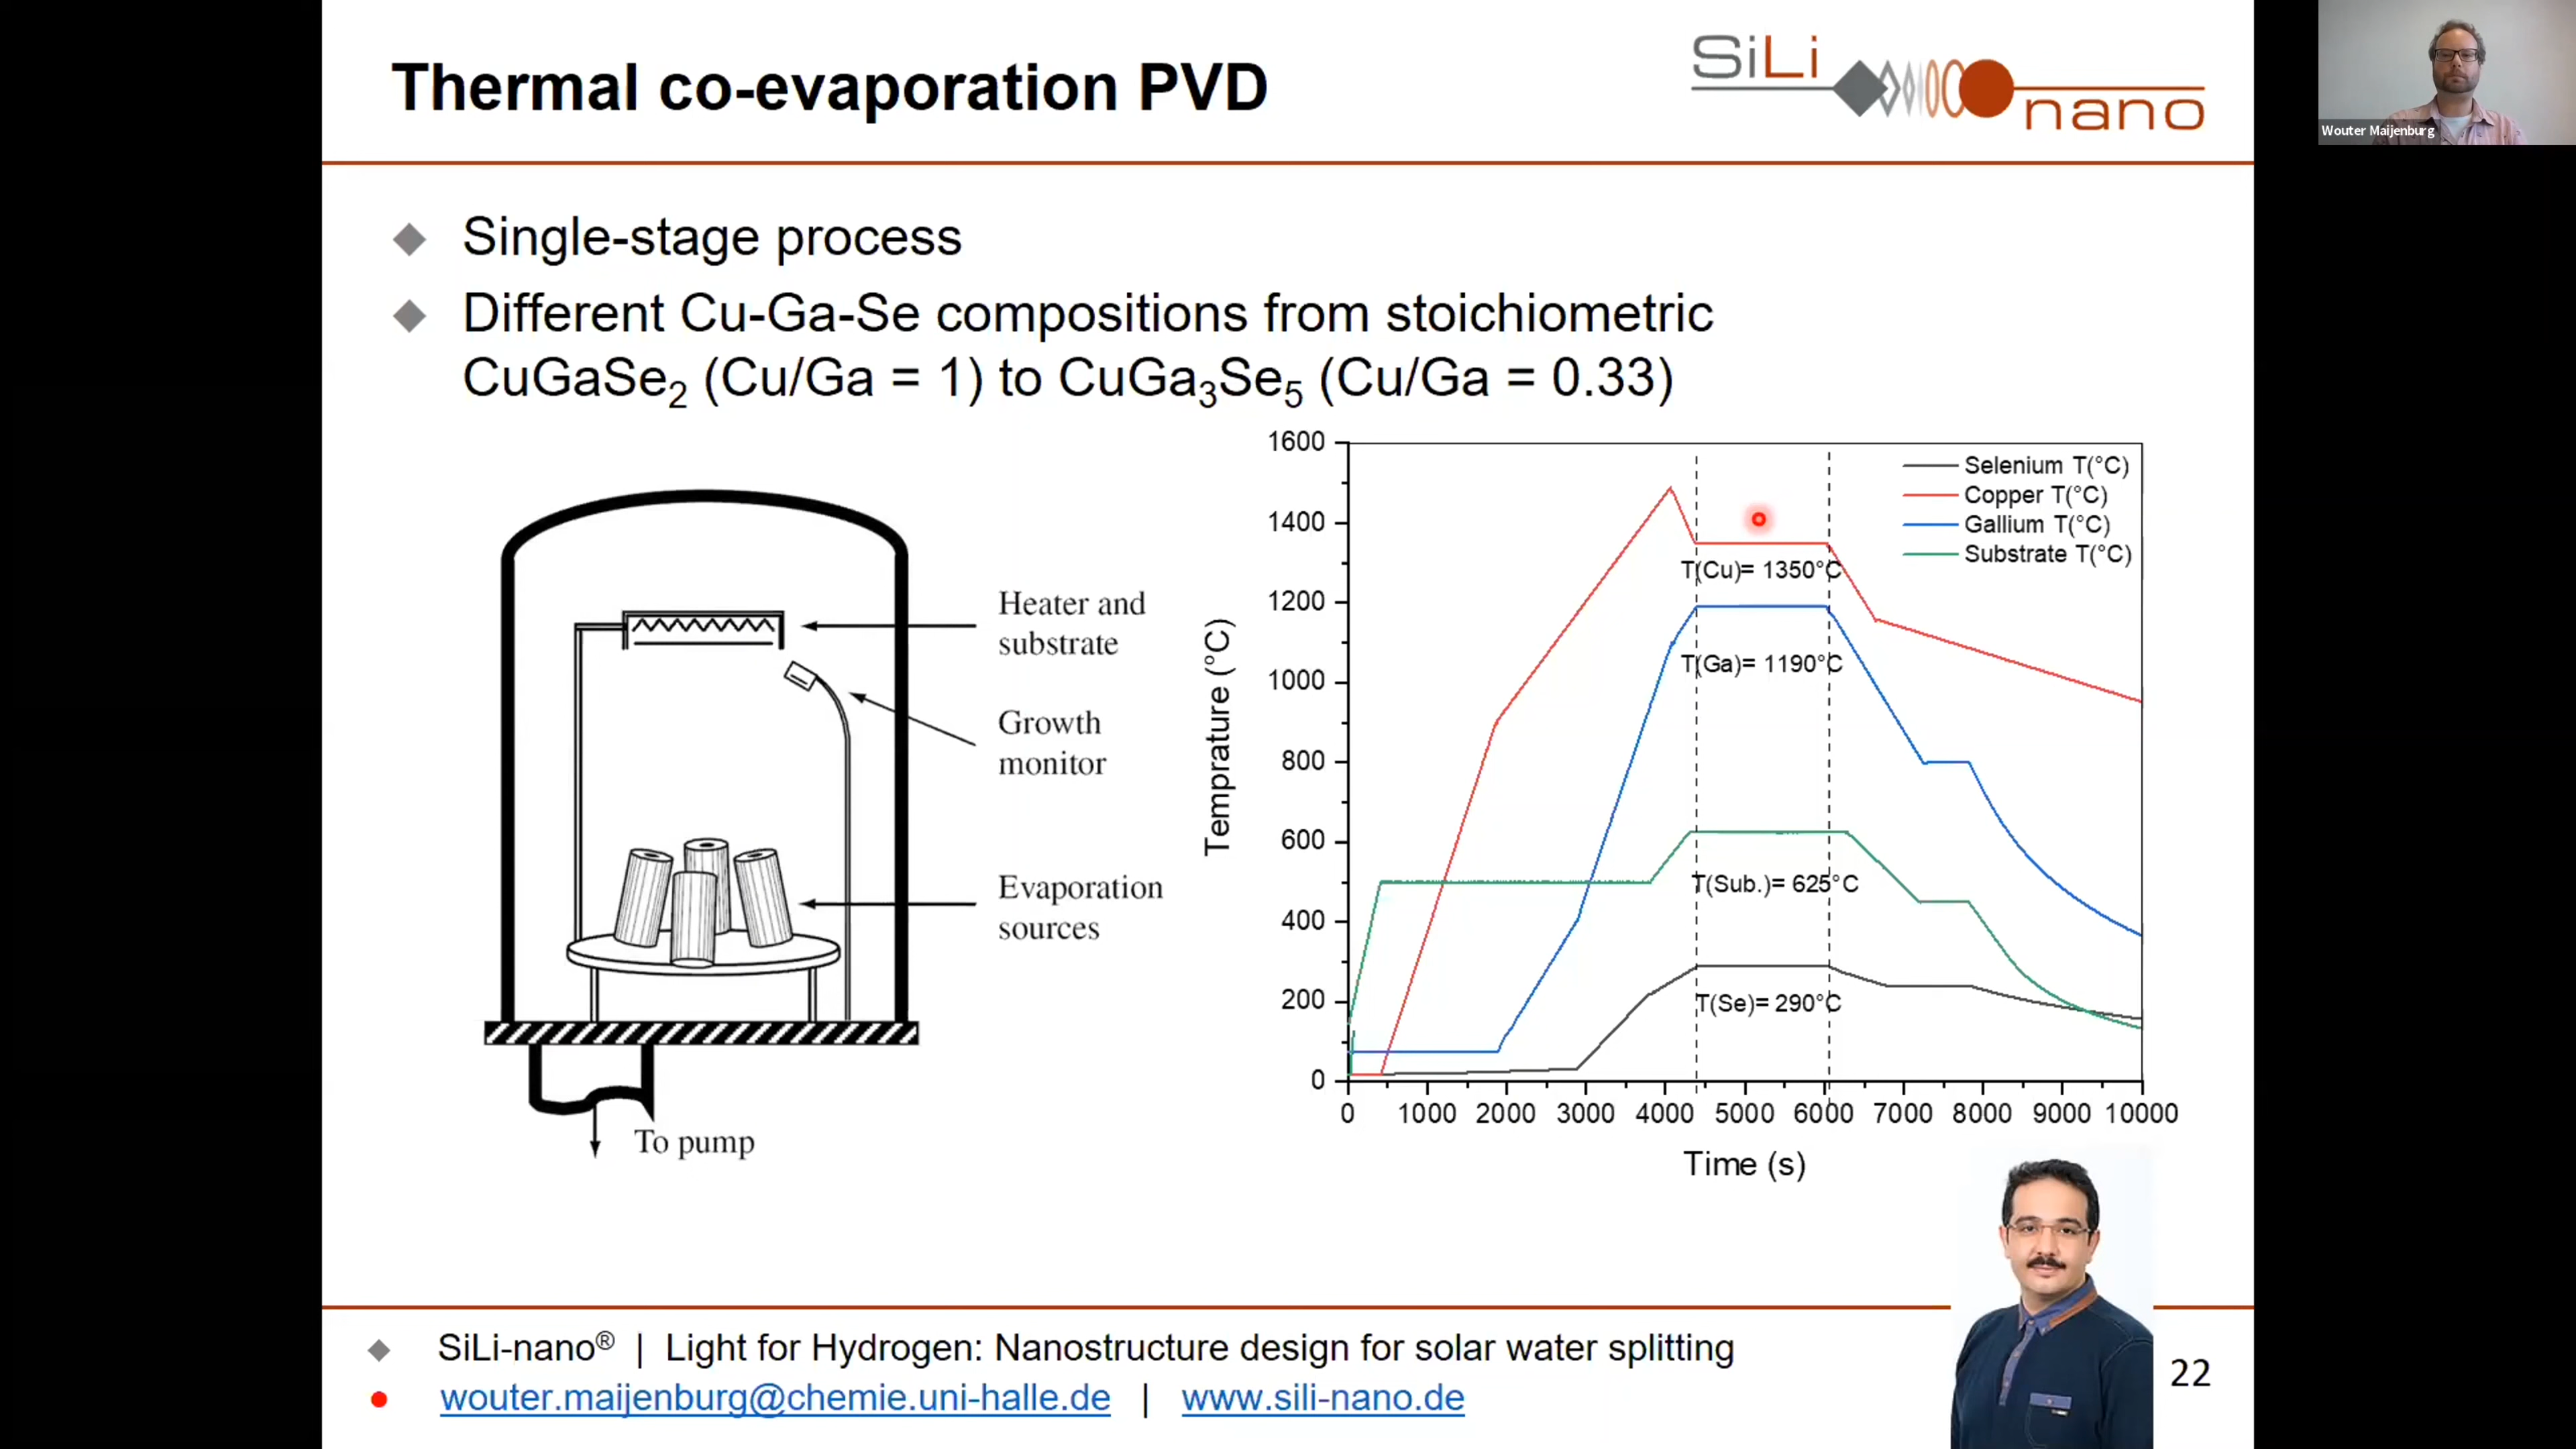 Thermal co-evaporation PVD
SiLi
nano
Wouter Maijenburg
Single-stage process
Different Cu-Ga-Se compositions from stoichiometric
CuGaSe₂ (Cu/Ga = 1) to CuGa₃Se₅ (Cu/Ga = 0.33)
Heater and
substrate
Growth
monitor
Evaporation
sources
To pump
Temprature (°C)
1600
1400
1200
1000
800
600
400
200
0
Selenium T(°C)
Copper T(°C)
Gallium T(°C)
Substrate T(°C)
T(Cu)= 1350°C
T(Ga)= 1190°C
T(Sub.)= 625°C
T(Se)= 290°C
0 1000 2000 3000 4000 5000 6000 7000 8000 9000 10000
Time (s)
SiLi-nano® | Light for Hydrogen: Nanostructure design for solar water splitting
wouter.maijenburg@chemie.uni-halle.de | www.sili-nano.de
22